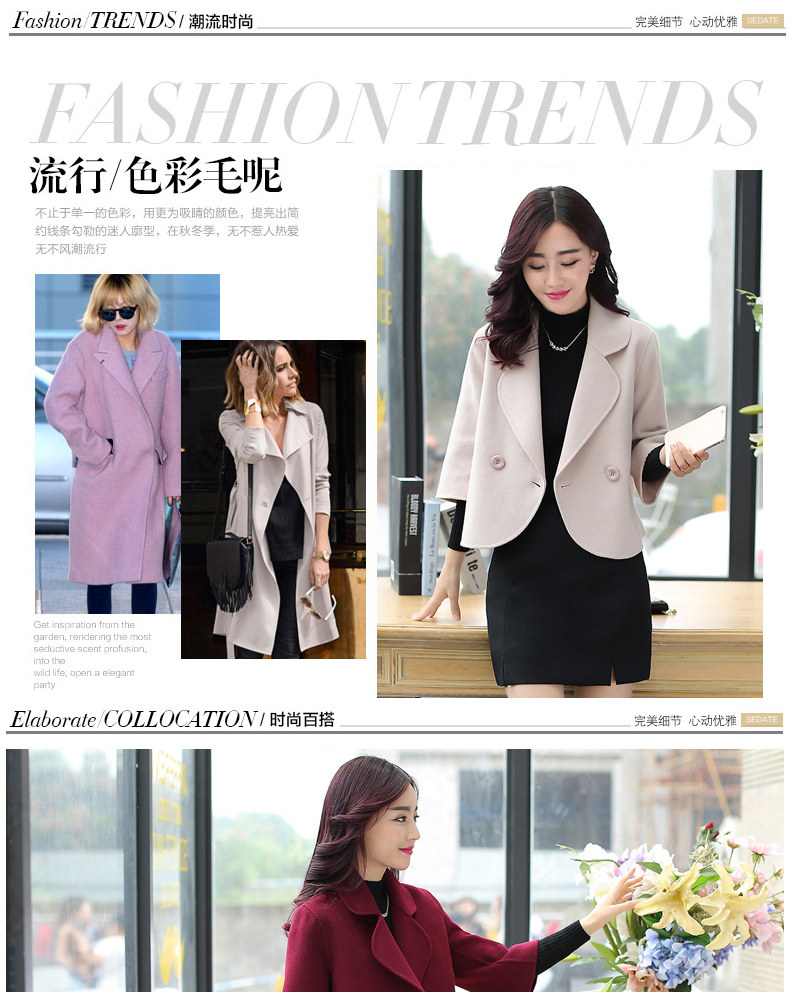 Fashion/TRENDS/ 潮流时尚
完美细节 心动优雅 SEDATE
FASHION TRENDS
流行/色彩毛呢
不止于单一的色彩，用更为吸晴的颜色，提亮出简
约线条勾勒的迷人廓型，在秋冬季，无不惹人热爱
无不风潮流行
BLOODY HARVEST
Get inspiration from the
garden, rendering the most
seductive scent profusion,
into the
wild life, open a elegant
party
Elaborate/COLLOCATION/ 时尚百搭
完美细节 心动优雅 SEDATE